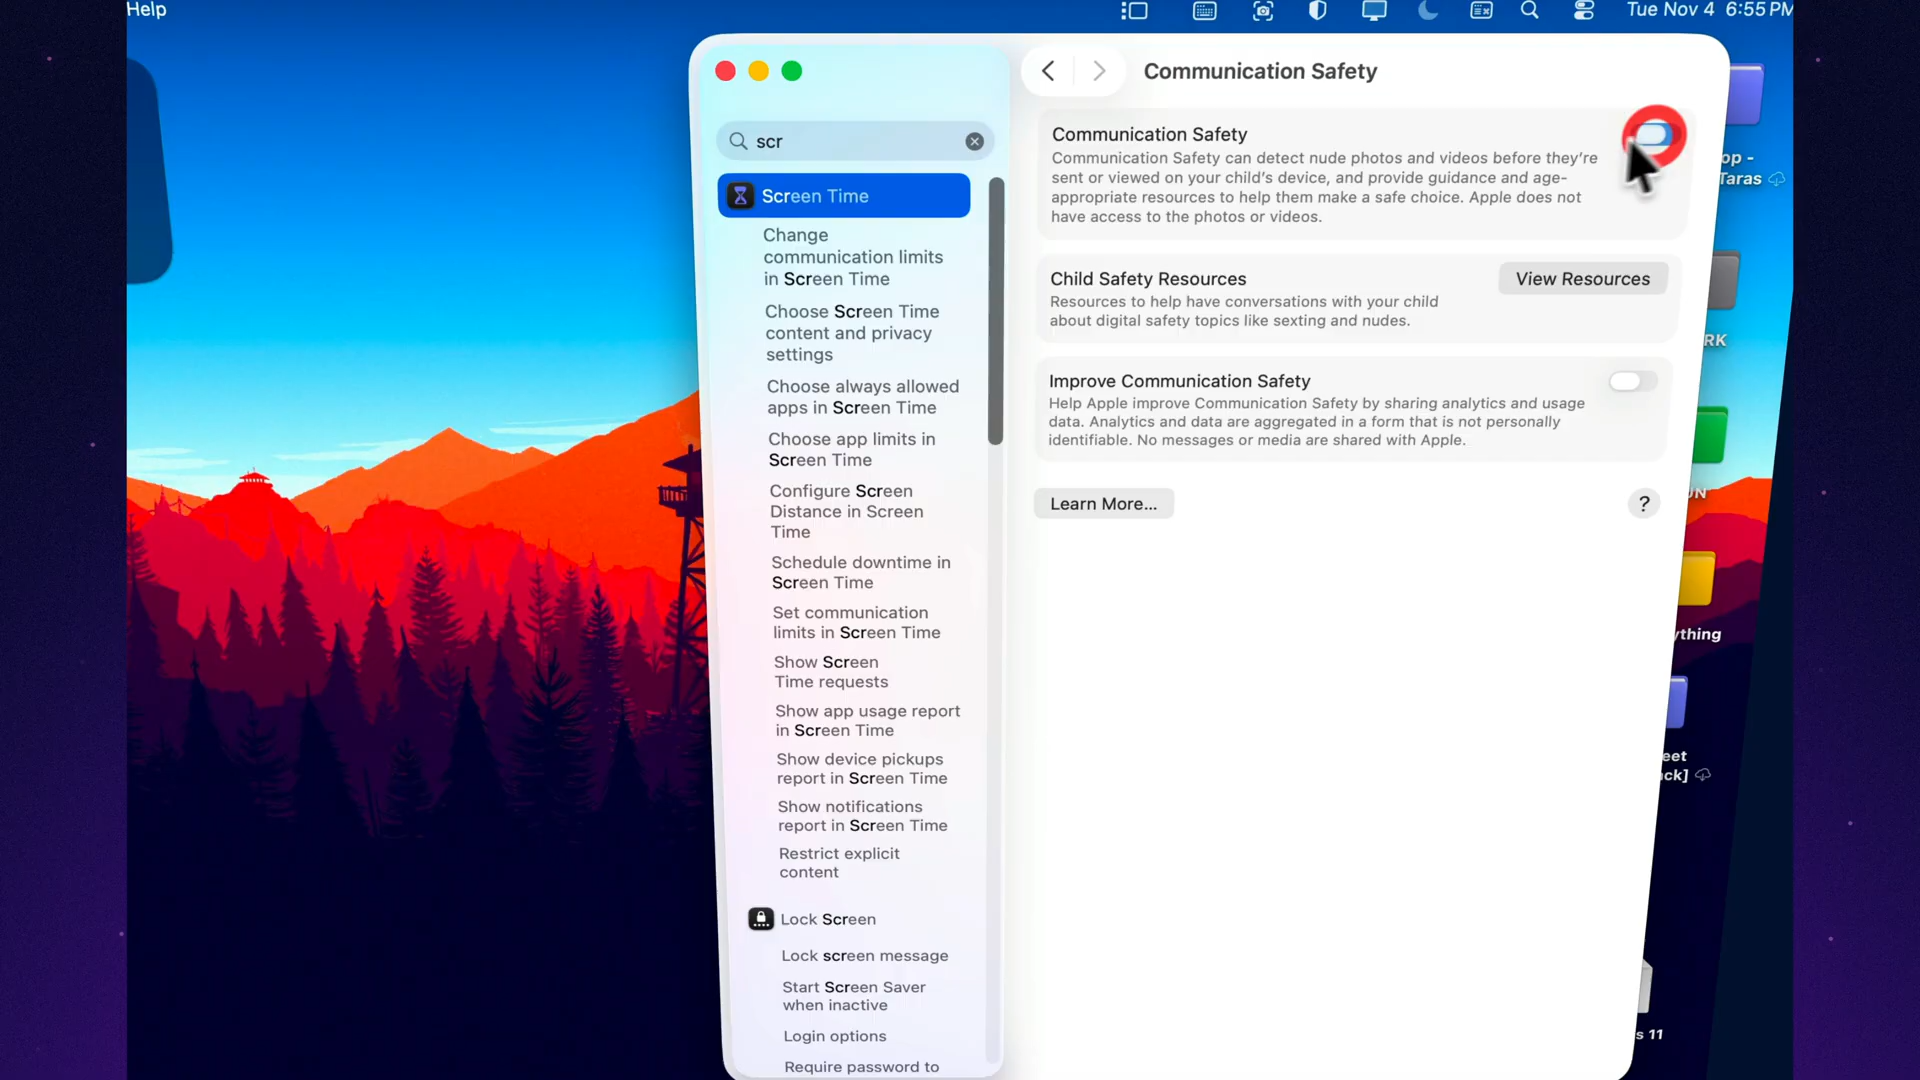 Help
Tue Nov 4 6:55PM
scr
Screen Time
Change
communication limits
in Screen Time
Choose Screen Time
content and privacy
settings
Choose always allowed
apps in Screen Time
Choose app limits in
Screen Time
Configure Screen
Distance in Screen
Time
Schedule downtime in
Screen Time
Set communication
limits in Screen Time
Show Screen
Time requests
Show app usage report
in Screen Time
Show device pickups
report in Screen Time
Show notifications
report in Screen Time
Restrict explicit
content
Lock Screen
Lock screen message
Start Screen Saver
when inactive
Login options
Require password to
Communication Safety
Communication Safety
Communication Safety can detect nude photos and videos before they're
sent or viewed on your child's device, and provide guidance and age-
appropriate resources to help them make a safe choice. Apple does not
have access to the photos or videos.
Child Safety Resources
View Resources
Resources to help have conversations with your child
about digital safety topics like sexting and nudes.
Improve Communication Safety
Help Apple improve Communication Safety by sharing analytics and usage
data. Analytics and data are aggregated in a form that is not personally
identifiable. No messages or media are shared with Apple.
Learn More...
?
op -
Taras
RK
UN
ything
eet
ck]
s 11